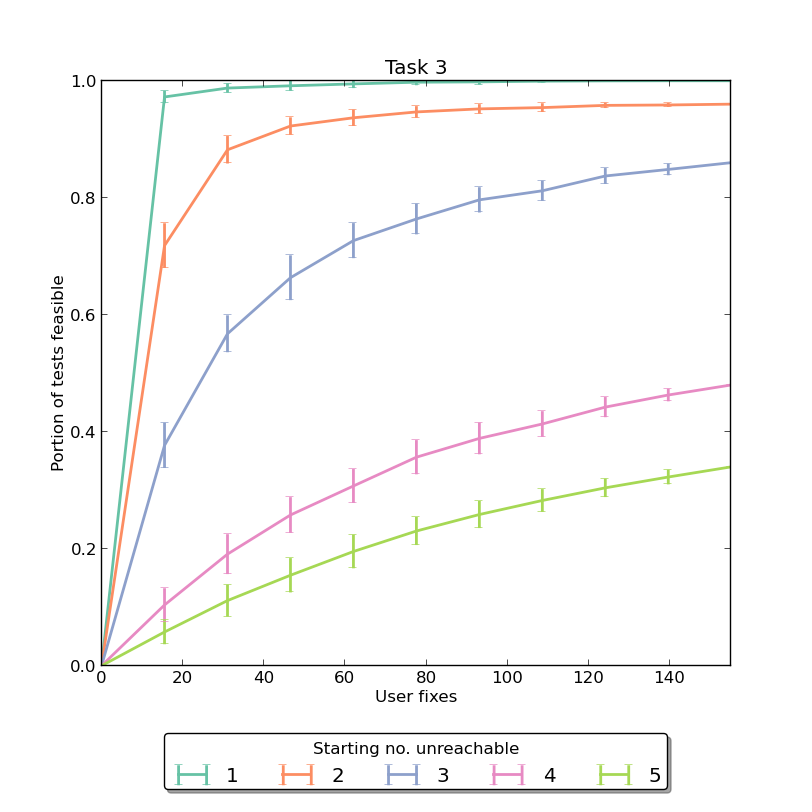 Task 3
Portion of tests feasible
1.0
0.8
0.6
0.4
0.2
0.0
0 20 40 60 80 100 120 140
User fixes
Starting no. unreachable
1 2 3 4 5